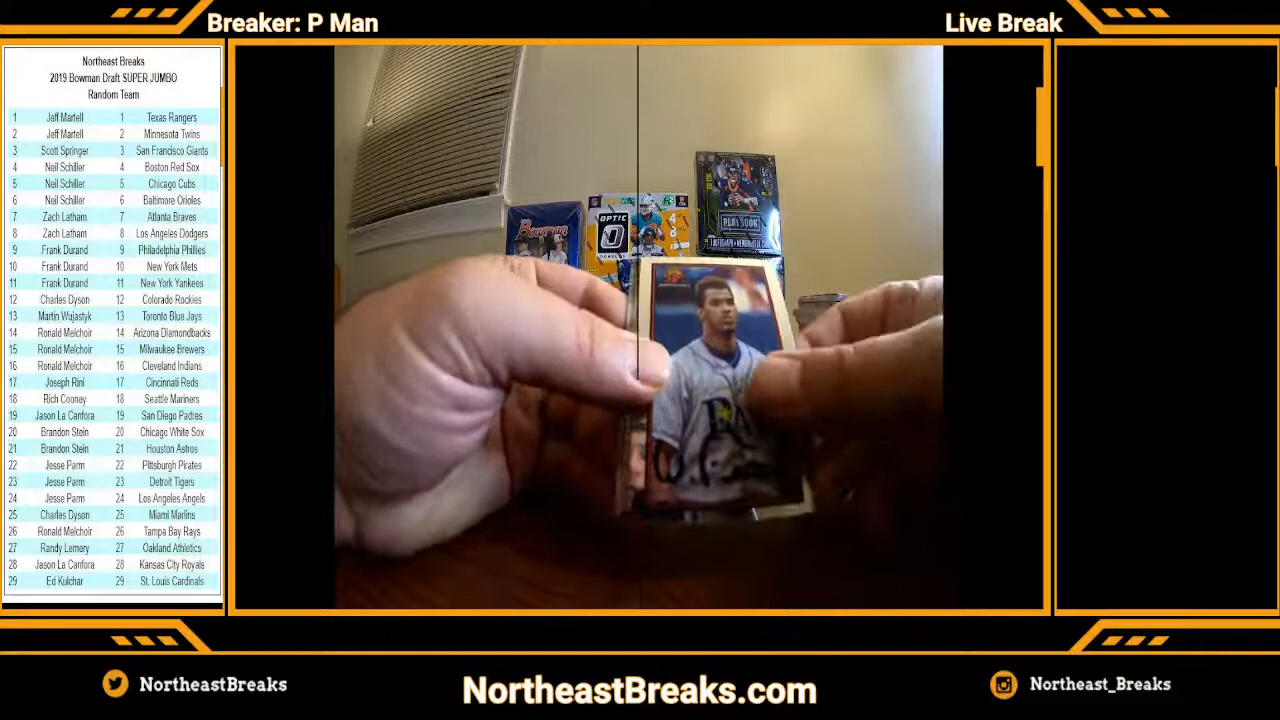 Breaker: P Man
Live Break
Northeast Breaks
2019 Bowman Draft SUPER JUMBO
Random Team
1 Jeff Martell 1 Texas Rangers
2 Jeff Martell 2 Minnesota Twins
3 Scott Springer 3 San Francisco Giants
4 Neil Schiller 4 Boston Red Sox
5 Neil Schiller 5 Chicago Cubs
6 Neil Schiller 6 Baltimore Orioles
7 Zach Latham 7 Atlanta Braves
8 Zach Latham 8 Los Angeles Dodgers
9 Frank Durand 9 Philadelphia Phillies
10 Frank Durand 10 New York Mets
11 Frank Durand 11 New York Yankees
12 Charles Dyson 12 Colorado Rockies
13 Martin Wujastyk 13 Toronto Blue Jays
14 Ronald Melchoir 14 Arizona Diamondbacks
15 Ronald Melchoir 15 Milwaukee Brewers
16 Ronald Melchoir 16 Cleveland Indians
17 Joseph Rini 17 Cincinnati Reds
18 Rich Cooney 18 Seattle Mariners
19 Jason La Canfora 19 San Diego Padres
20 Brandon Stein 20 Chicago White Sox
21 Brandon Stein 21 Houston Astros
22 Jesse Parm 22 Pittsburgh Pirates
23 Jesse Parm 23 Detroit Tigers
24 Jesse Parm 24 Los Angeles Angels
25 Charles Dyson 25 Miami Marlins
26 Ronald Melchoir 26 Tampa Bay Rays
27 Randy Lemery 27 Oakland Athletics
28 Jason La Canfora 28 Kansas City Royals
29 Ed Kulchar 29 St. Louis Cardinals
Bowman
OPTIC
PLAYBOOK
NortheastBreaks
NortheastBreaks.com
Northeast_Breaks